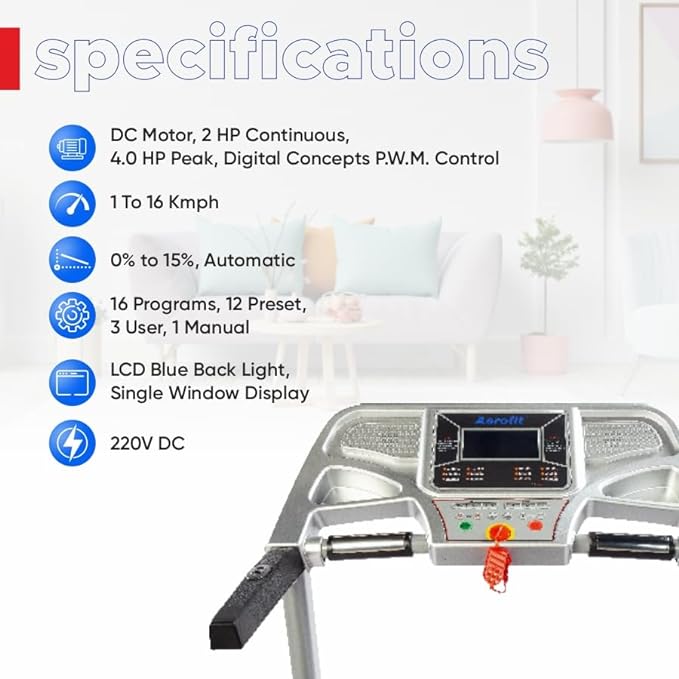 specifications
DC Motor, 2 HP Continuous,
4.0 HP Peak, Digital Concepts P.W.M. Control
1 To 16 Kmph
0% to 15%, Automatic
16 Programs, 12 Preset,
3 User, 1 Manual
LCD Blue Back Light,
Single Window Display
220V DC
Aerofit